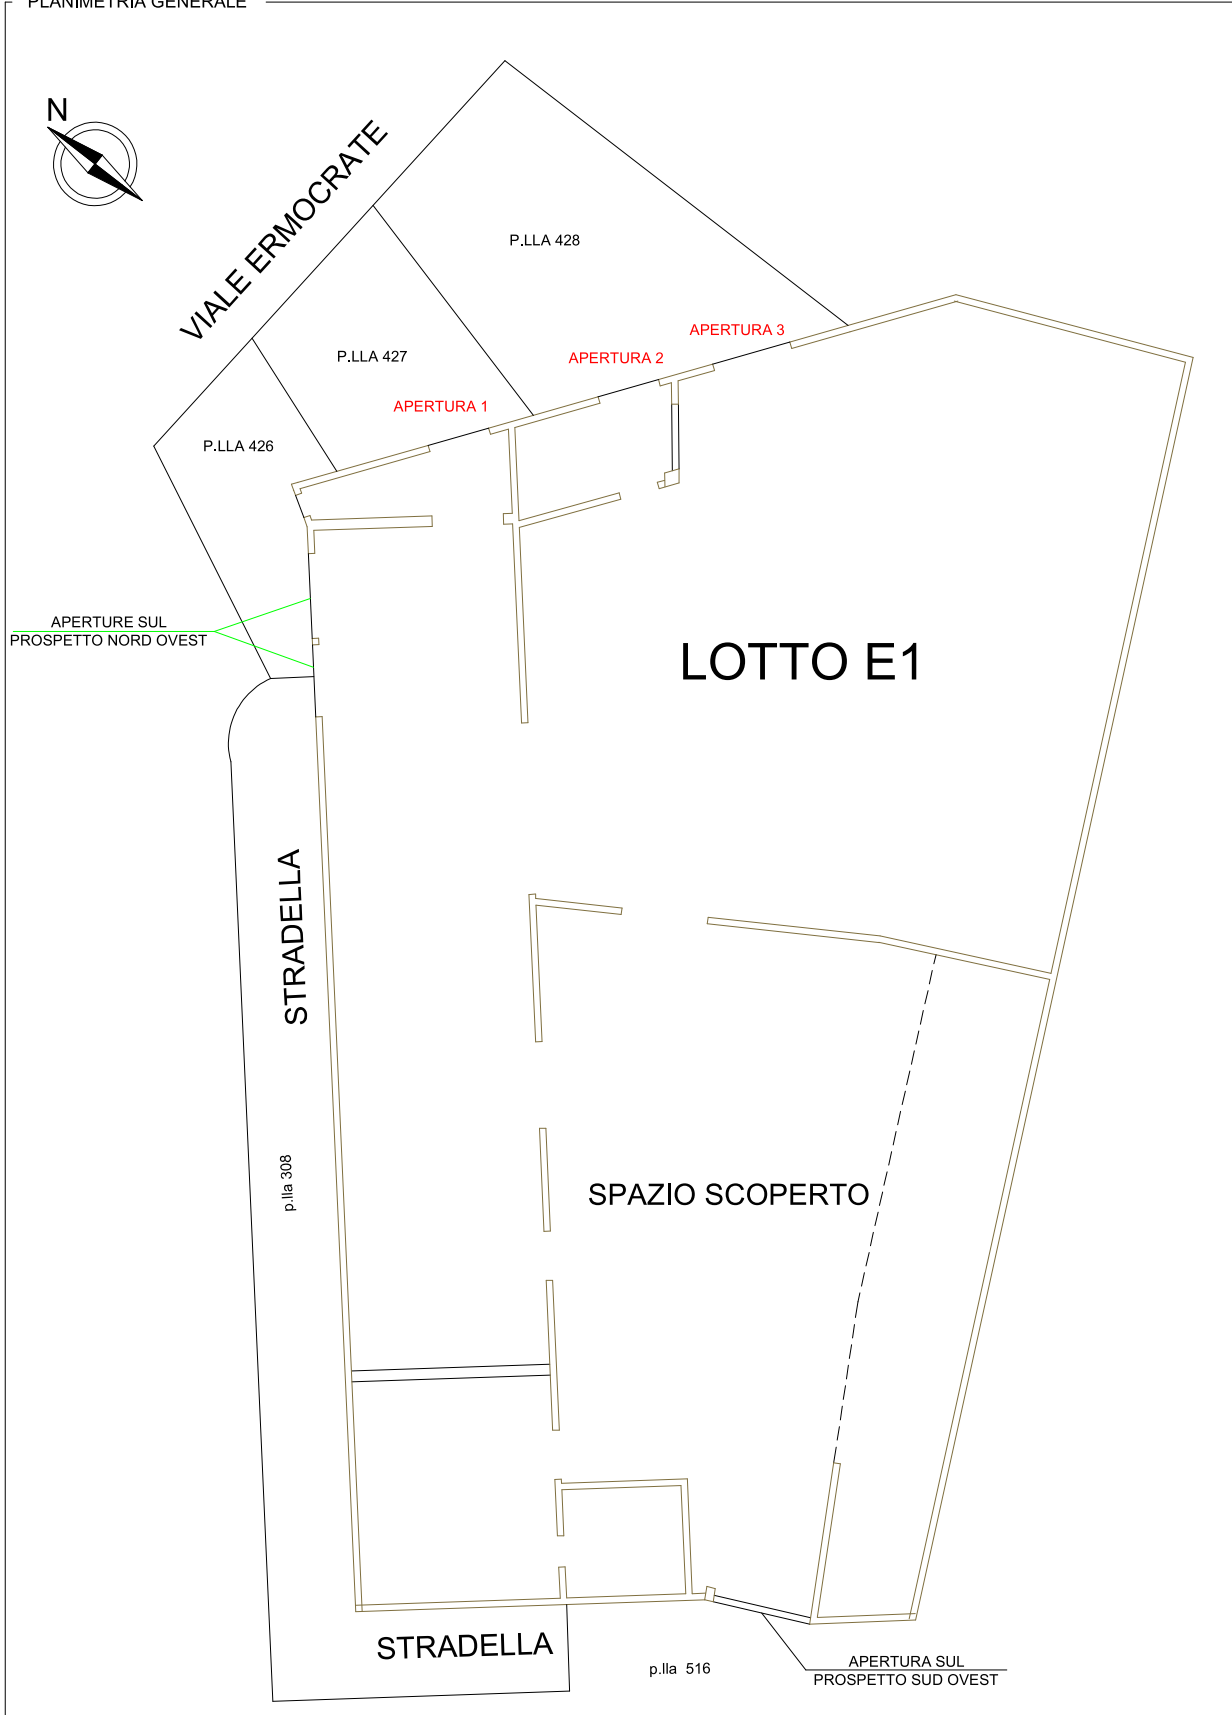 PLANIMETRIA GENERALE
N
VIALE ERMOCRATE
P.LLA 428
APERTURA 3
P.LLA 427
APERTURA 2
APERTURA 1
P.LLA 426
APERTURE SUL
PROSPETTO NORD OVEST
LOTTO E1
STRADELLA
p.lla 308
SPAZIO SCOPERTO
STRADELLA
p.lla 516
APERTURA SUL
PROSPETTO SUD OVEST